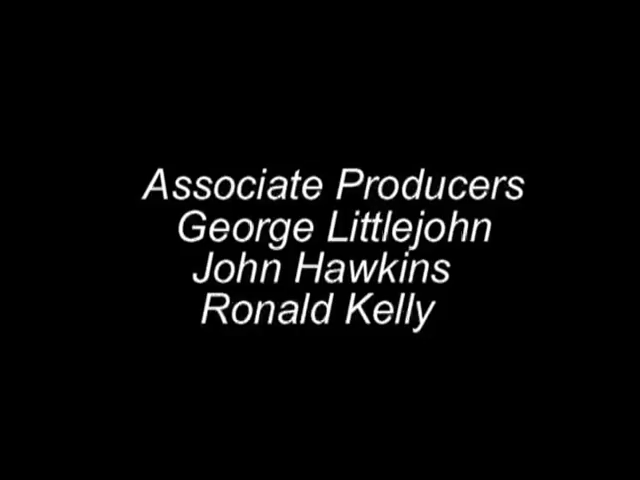 Associate Producers
George Littlejohn
John Hawkins
Ronald Kelly